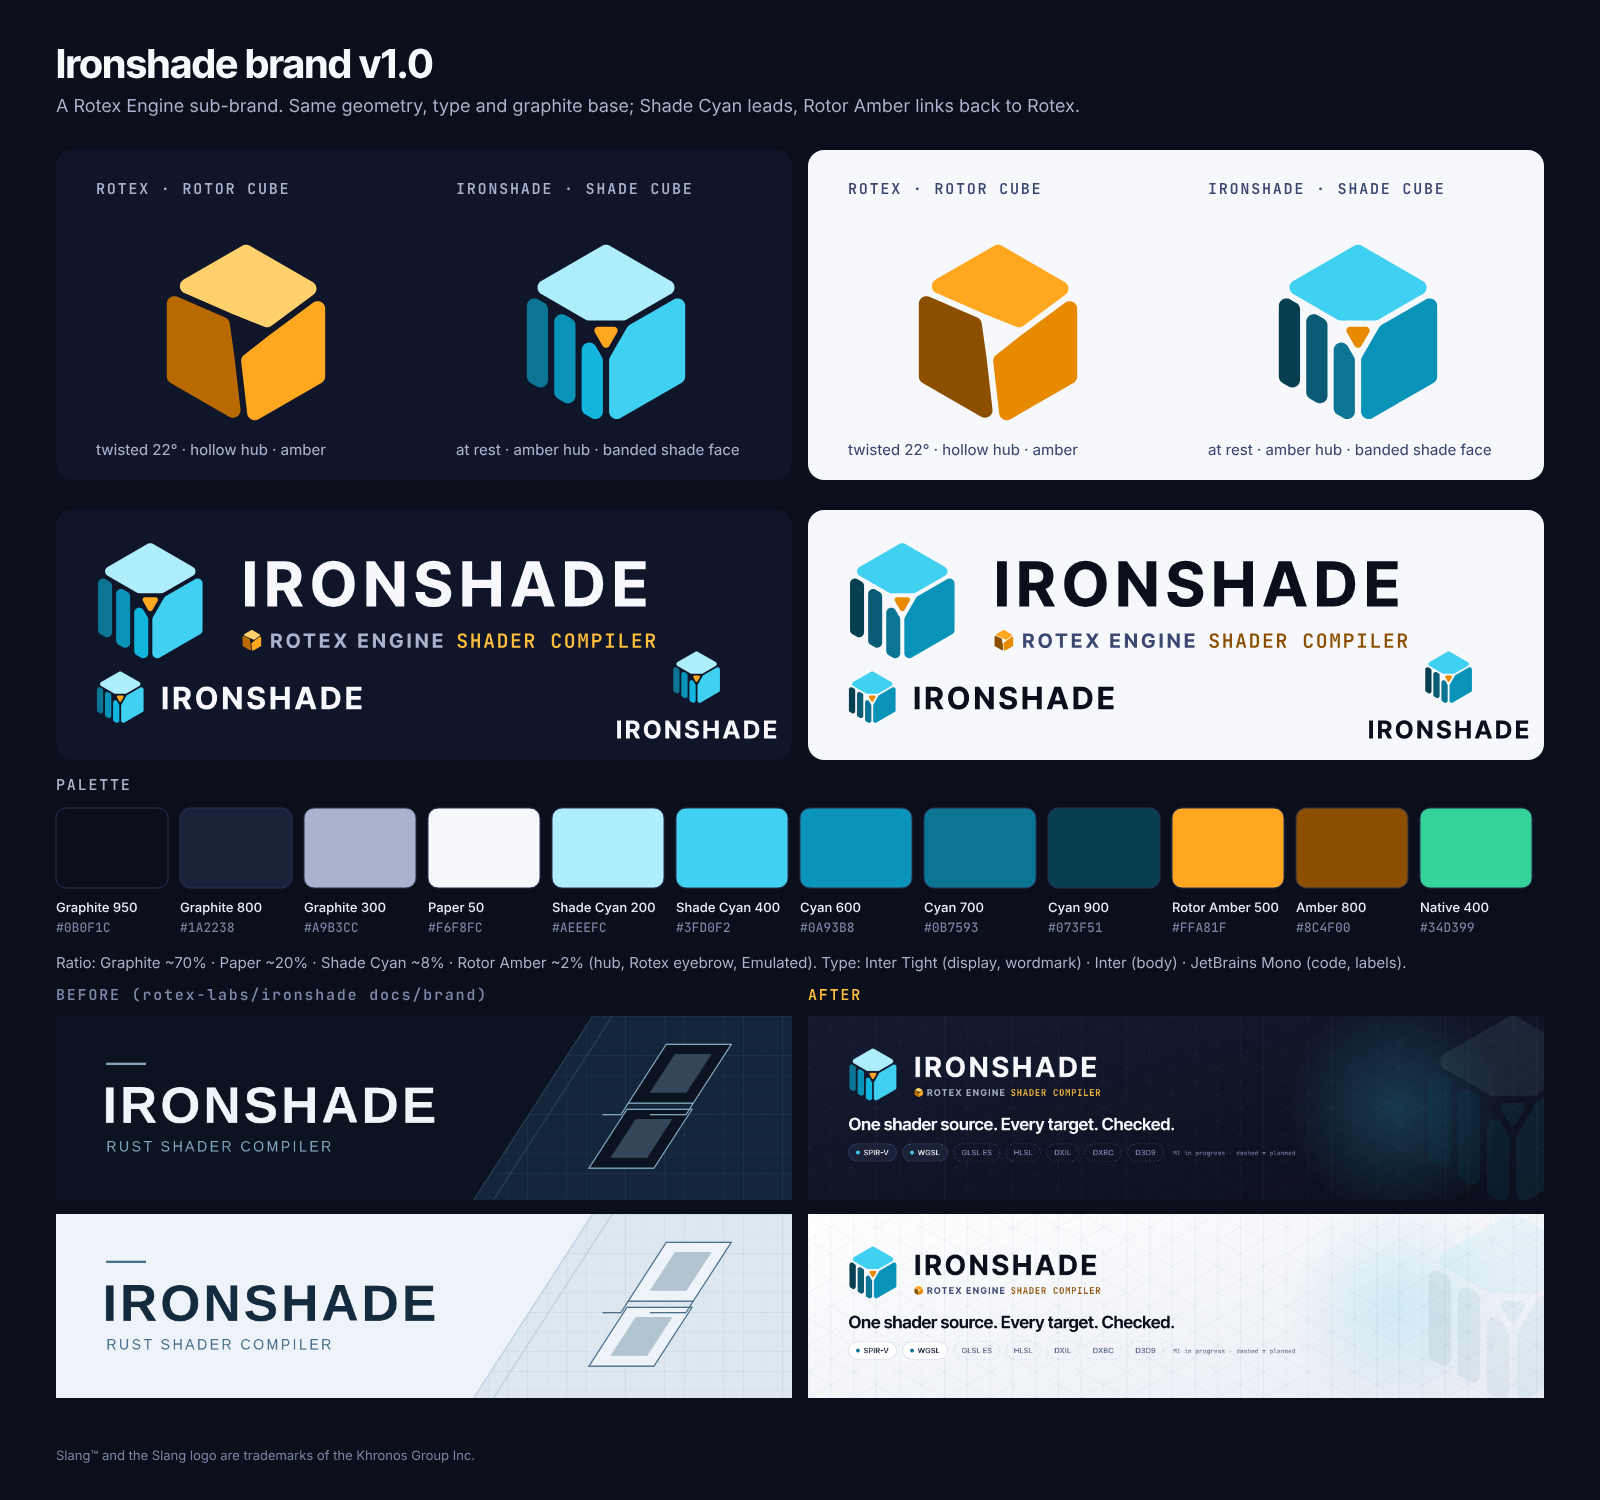 Ironshade brand v1.0
A Rotex Engine sub-brand. Same geometry, type and graphite base; Shade Cyan leads, Rotor Amber links back to Rotex.
ROTEX · ROTOR CUBE
IRONSHADE · SHADE CUBE
twisted 22° · hollow hub · amber
at rest · amber hub · banded shade face
ROTEX · ROTOR CUBE
IRONSHADE · SHADE CUBE
twisted 22° · hollow hub · amber
at rest · amber hub · banded shade face
IRONSHADE
ROTEX ENGINE SHADER COMPILER
IRONSHADE
IRONSHADE
IRONSHADE
ROTEX ENGINE SHADER COMPILER
IRONSHADE
IRONSHADE
PALETTE
Graphite 950
#0B0F1C
Graphite 800
#1A2238
Graphite 300
#A9B3CC
Paper 50
#F6F8FC
Shade Cyan 200
#AEEEFC
Shade Cyan 400
#3FD0F2
Cyan 600
#0A93B8
Cyan 700
#0B7593
Cyan 900
#073F51
Rotor Amber 500
#FFA81F
Amber 800
#8C4F00
Native 400
#34D399
Ratio: Graphite ~70% · Paper ~20% · Shade Cyan ~8% · Rotor Amber ~2% (hub, Rotex eyebrow, Emulated). Type: Inter Tight (display, wordmark) · Inter (body) · JetBrains Mono (code, labels).
BEFORE (rotex-labs/ironshade docs/brand)
IRONSHADE
RUST SHADER COMPILER
IRONSHADE
RUST SHADER COMPILER
AFTER
IRONSHADE
ROTEX ENGINE SHADER COMPILER
One shader source. Every target. Checked.
SPIR-V WGSL GLSL ES HLSL DXIL DXBC D3D9 M1 in progress · dashed = planned
IRONSHADE
ROTEX ENGINE SHADER COMPILER
One shader source. Every target. Checked.
SPIR-V WGSL GLSL ES HLSL DXIL DXBC D3D9 M1 in progress · dashed = planned
Slang™ and the Slang logo are trademarks of the Khronos Group Inc.